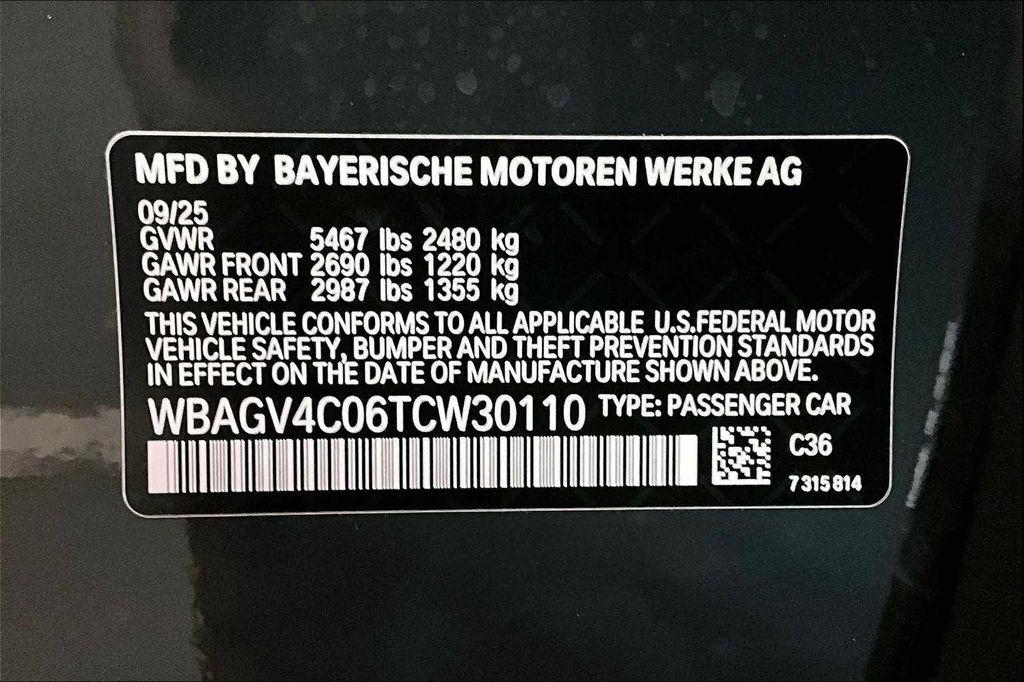 MFD BY BAYERISCHE MOTOREN WERKE AG
09/25
GVWR 5467 lbs 2480 kg
GAWR FRONT 2690 lbs 1220 kg
GAWR REAR 2987 lbs 1355 kg
THIS VEHICLE CONFORMS TO ALL APPLICABLE U.S.FEDERAL MOTOR
VEHICLE SAFETY, BUMPER AND THEFT PREVENTION STANDARDS
IN EFFECT ON THE DATE OF MANUFACTURE SHOWN ABOVE.
WBAGV4C06TCW30110 TYPE: PASSENGER CAR
C36
7315814